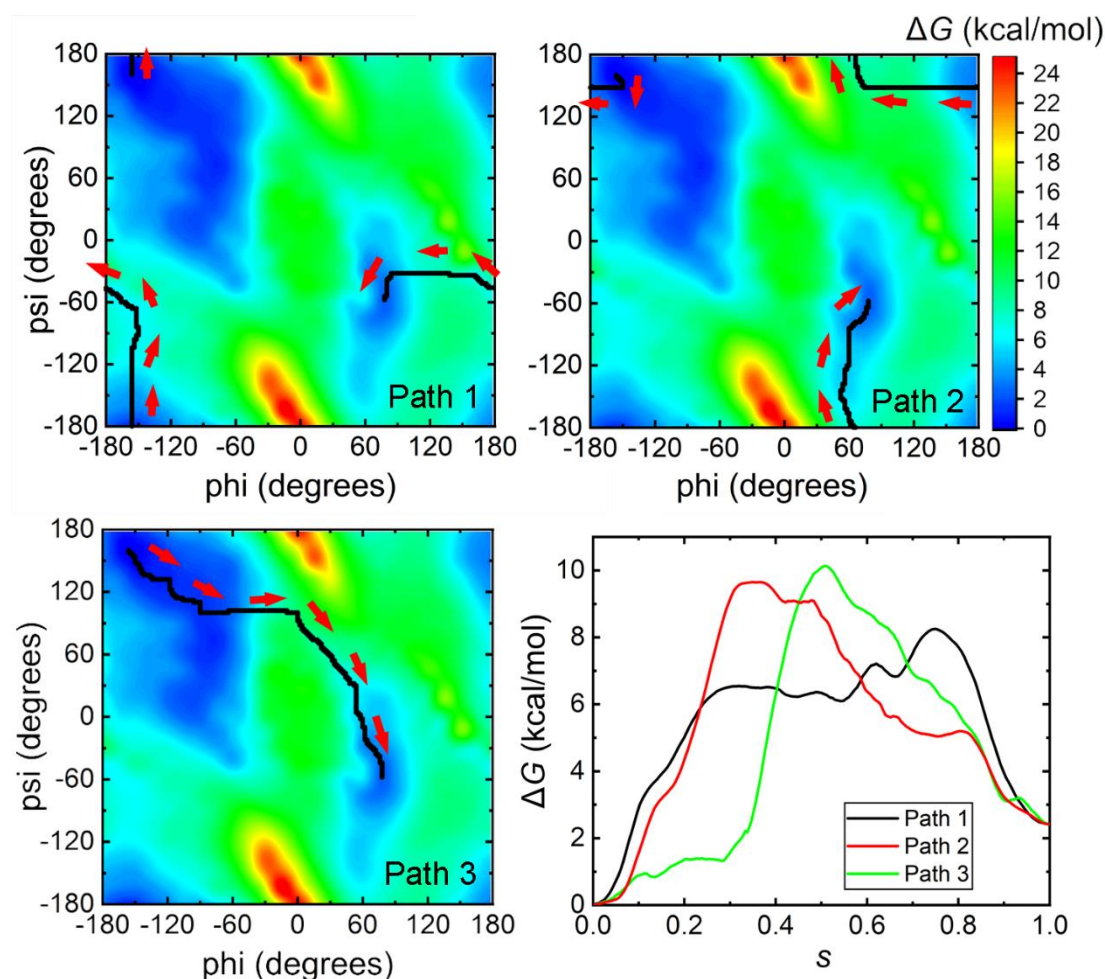 ΔG (kcal/mol)
180
120
60
0
-60
-120
-180
psi (degrees)
-180 -120 -60 0 60 120 180
phi (degrees)
Path 1
180
120
60
0
-60
-120
-180
-180 -120 -60 0 60 120 180
phi (degrees)
Path 2
24
22
20
18
16
14
12
10
8
6
4
2
0
180
120
60
0
-60
-120
-180
psi (degrees)
-180 -120 -60 0 60 120 180
phi (degrees)
Path 3
10
8
6
4
2
0
ΔG (kcal/mol)
Path 1
Path 2
Path 3
0.0 0.2 0.4 0.6 0.8 1.0
s